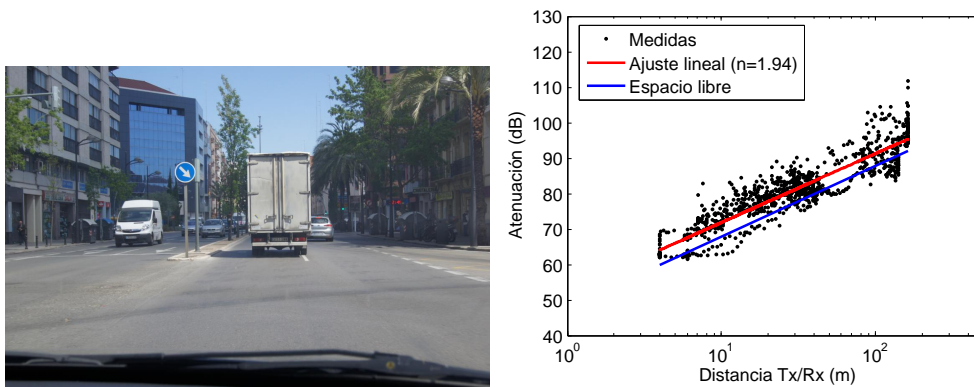 130
120
110
100
90
80
70
60
50
40
Atenuación (dB)
Medidas
Ajuste lineal (n=1.94)
Espacio libre
10^0
10^1
10^2
Distancia Tx/Rx (m)